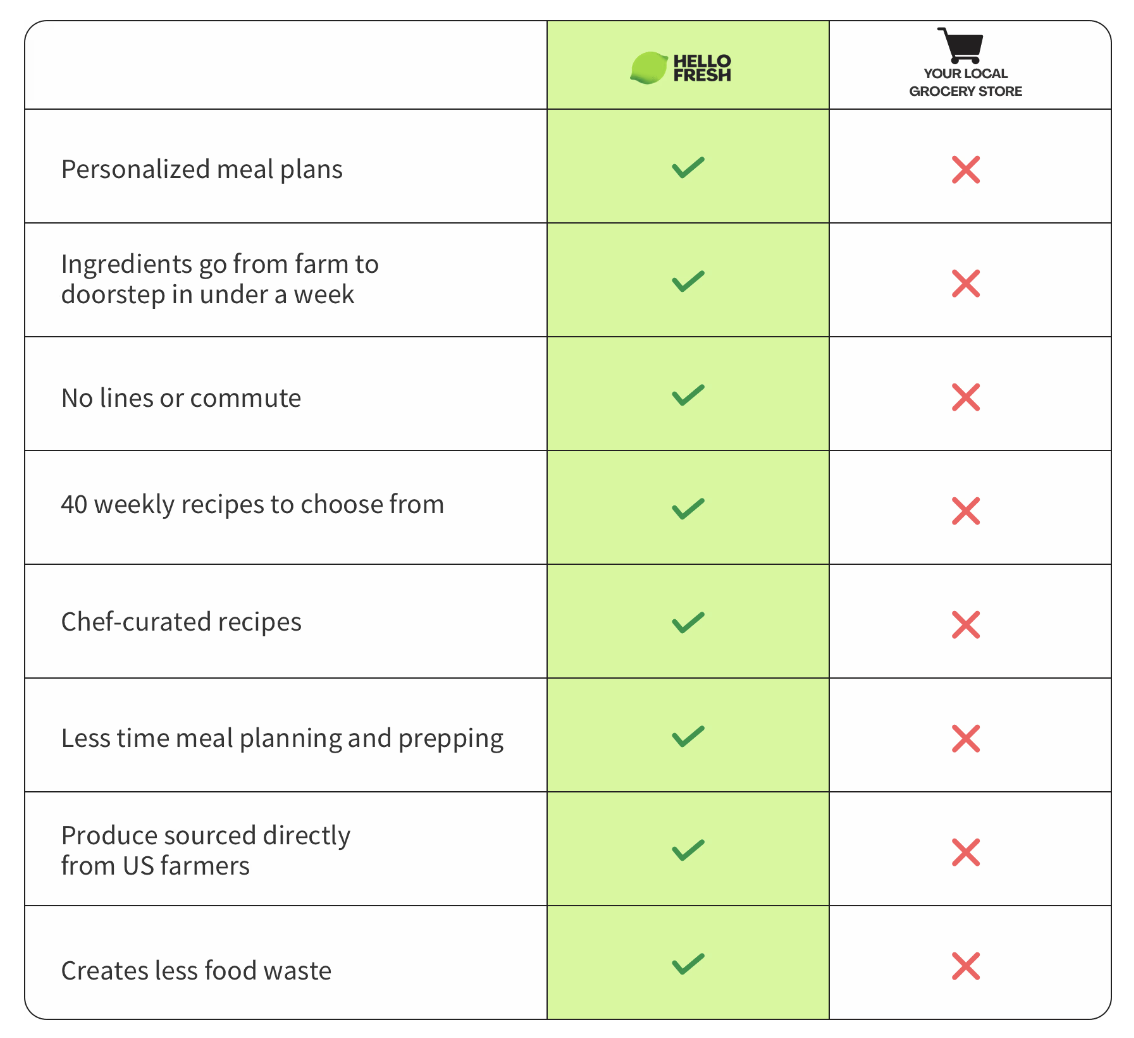 HELLO
FRESH
YOUR LOCAL
GROCERY STORE
Personalized meal plans
Ingredients go from farm to
doorstep in under a week
No lines or commute
40 weekly recipes to choose from
Chef-curated recipes
Less time meal planning and prepping
Produce sourced directly
from US farmers
Creates less food waste